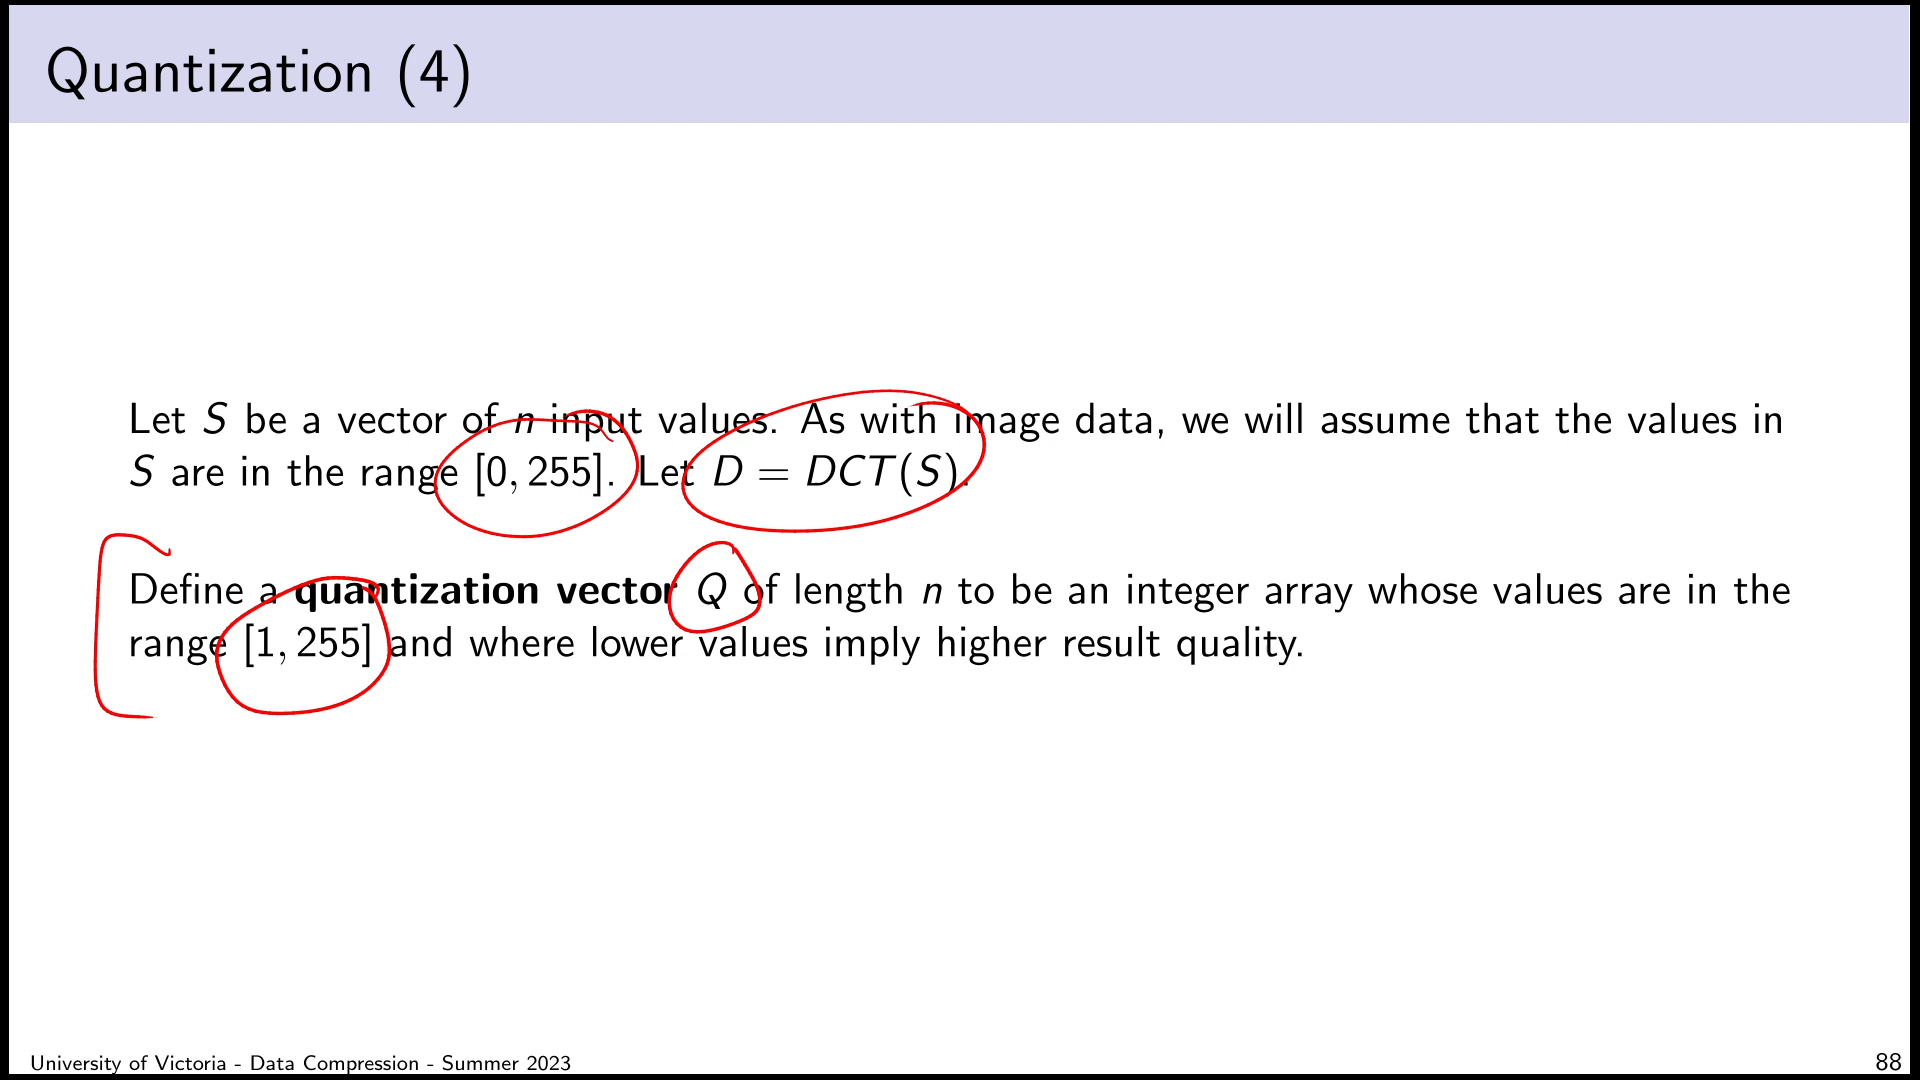 Quantization (4)
Let S be a vector of n input values. As with image data, we will assume that the values in
S are in the range [0, 255]. Let D = DCT(S).
Define a quantization vector Q of length n to be an integer array whose values are in the
range [1, 255] and where lower values imply higher result quality.
University of Victoria - Data Compression - Summer 2023
88